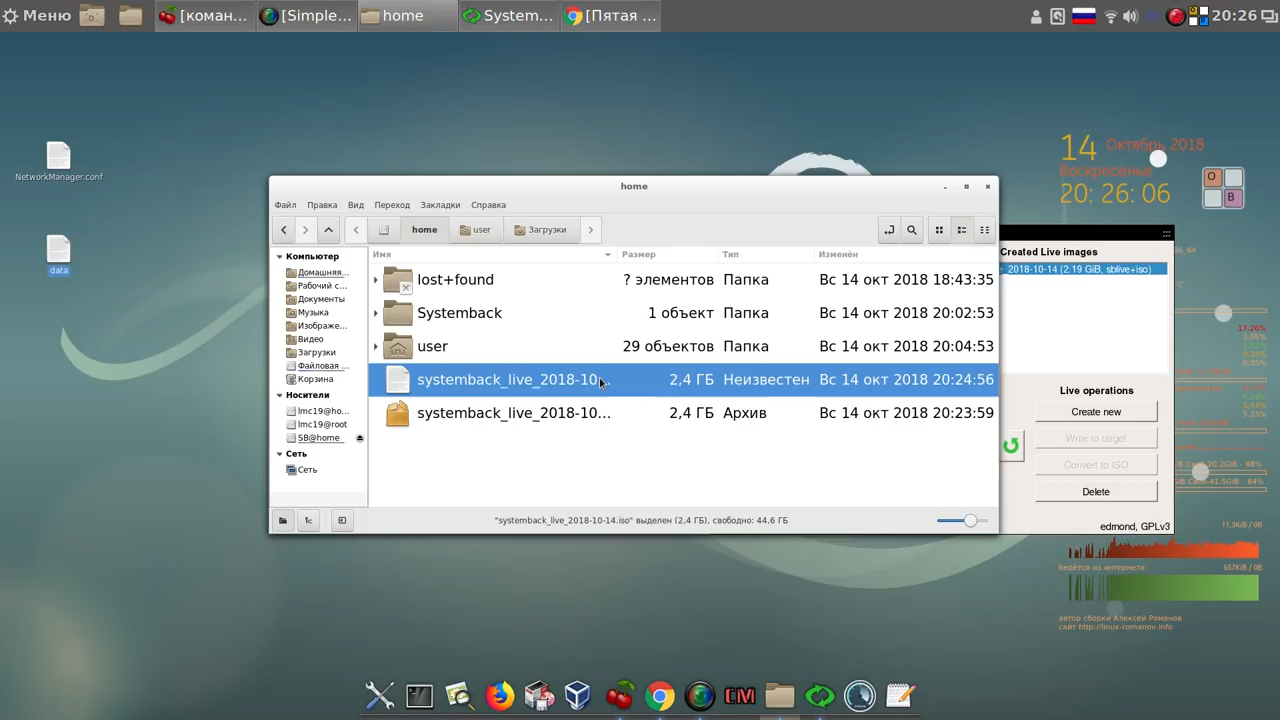 Меню
[коман...
[Simple...
home
System...
[Пятая ...
20:26
NetworkManager.conf
data
14
Октябрь 2018
Воскресенье
20: 26: 06
O
B
home
Файл Правка Вид Переход Закладки Справка
home user Загрузки
Имя Размер Тип Изменён
Компьютер
Домашняя...
Рабочий с...
Документы
Музыка
Изображе...
Видео
Загрузки
Файловая ...
Корзина
Носители
lmc19@ho...
lmc19@root
SB@home
Сеть
Сеть
lost+found ? элементов Папка Вс 14 окт 2018 18:43:35
Systemback 1 объект Папка Вс 14 окт 2018 20:02:53
user 29 объектов Папка Вс 14 окт 2018 20:04:53
systemback_live_2018-10-... 2,4 ГБ Неизвестен Вс 14 окт 2018 20:24:56
systemback_live_2018-10... 2,4 ГБ Архив Вс 14 окт 2018 20:23:59
"systemback_live_2018-10-14.iso" выделен (2,4 ГБ), свободно: 44,6 ГБ
Created Live images
2018-10-14 (2.19 GiB, sblive+iso)
Live operations
Create new
Write to target
Convert to ISO
Delete
edmond, GPLv3
17.26%
11,3KiB / 0B
берётся из интернета: 657KiB / 0B
автор сборки Алексей Романов
сайт http://linux-romanov.info
CM